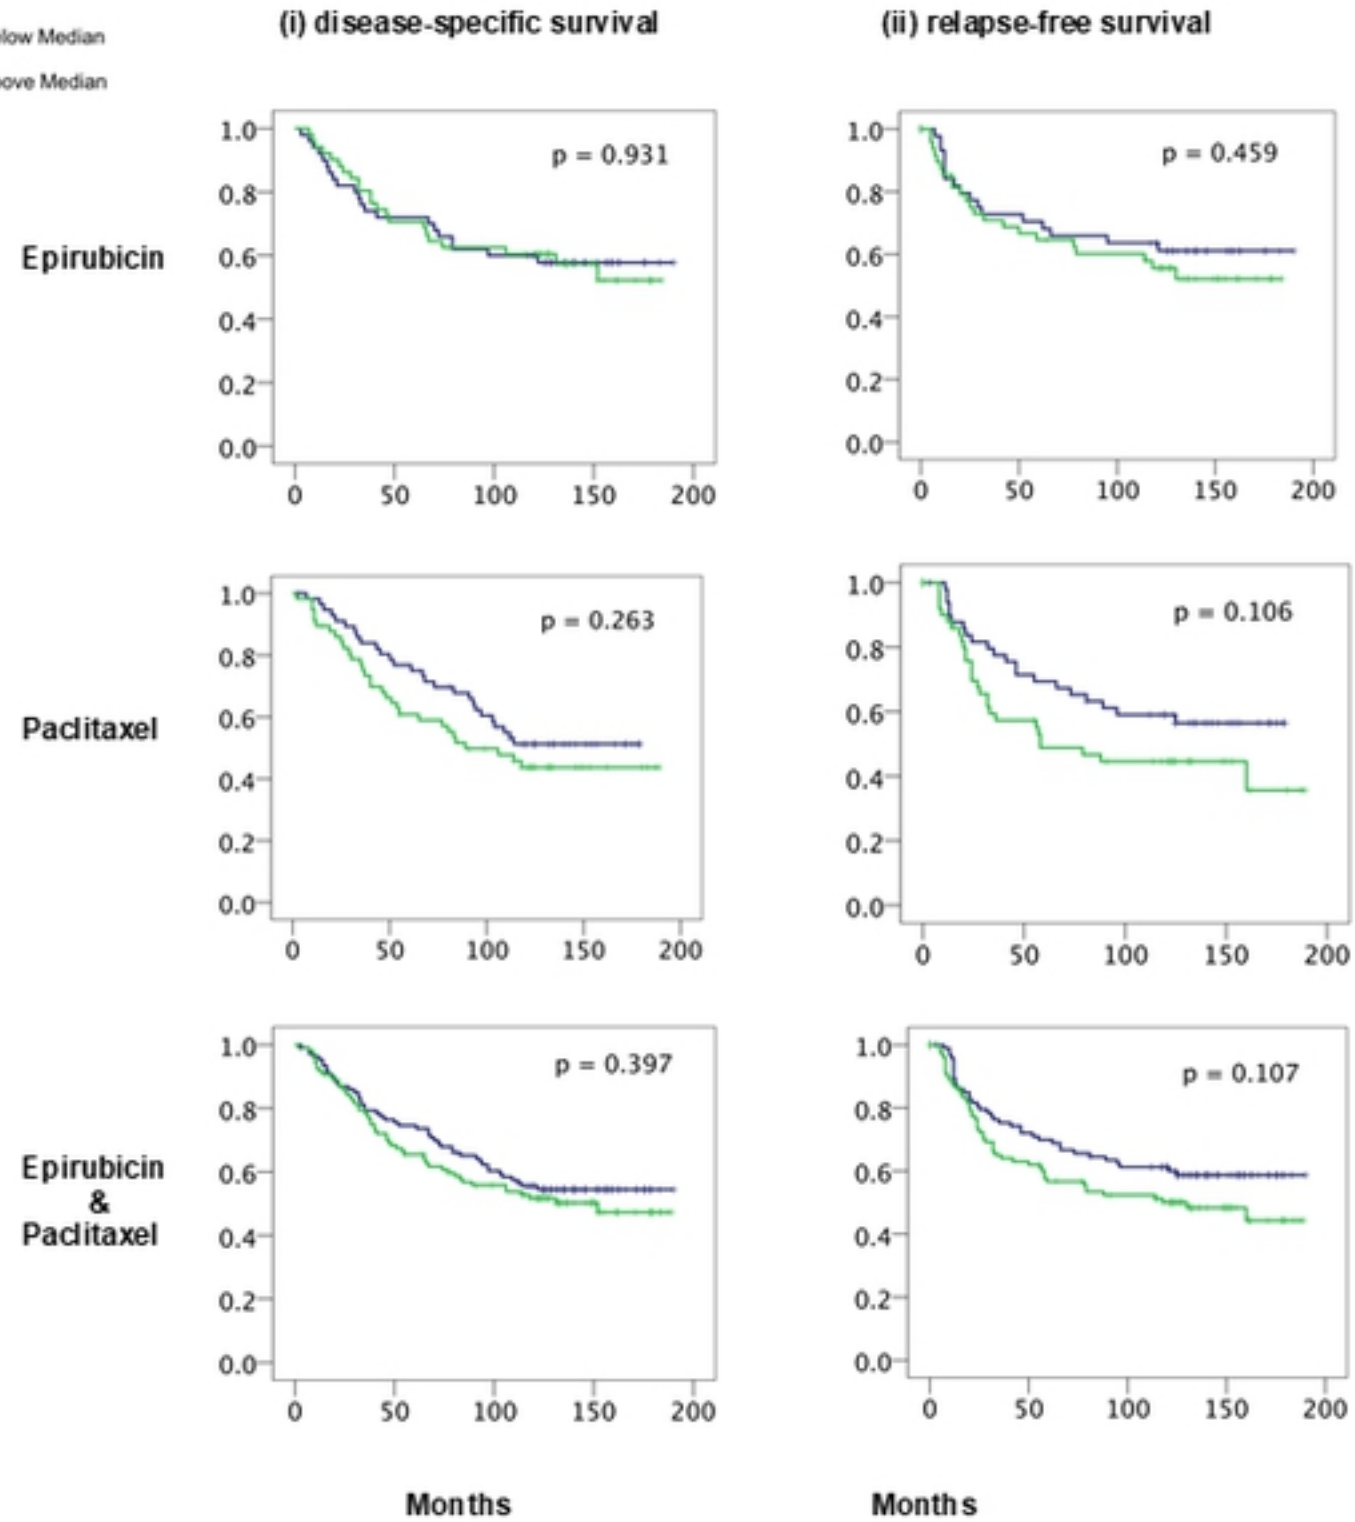 (i) disease-specific survival
(ii) relapse-free survival
low Median
ove Median
Epirubicin
1.0
0.8
0.6
0.4
0.2
0.0
p = 0.931
0 50 100 150 200
1.0
0.8
0.6
0.4
0.2
0.0
p = 0.459
0 50 100 150 200
Paclitaxel
1.0
0.8
0.6
0.4
0.2
0.0
p = 0.263
0 50 100 150 200
1.0
0.8
0.6
0.4
0.2
0.0
p = 0.106
0 50 100 150 200
Epirubicin
&
Paclitaxel
1.0
0.8
0.6
0.4
0.2
0.0
p = 0.397
0 50 100 150 200
1.0
0.8
0.6
0.4
0.2
0.0
p = 0.107
0 50 100 150 200
Months
Months